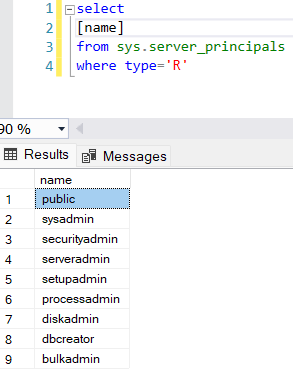 1 select
2 [name]
3 from sys.server_principals
4 where type='R'
90 %
Results Messages
name
1 public
2 sysadmin
3 securityadmin
4 serveradmin
5 setupadmin
6 processadmin
7 diskadmin
8 dbcreator
9 bulkadmin